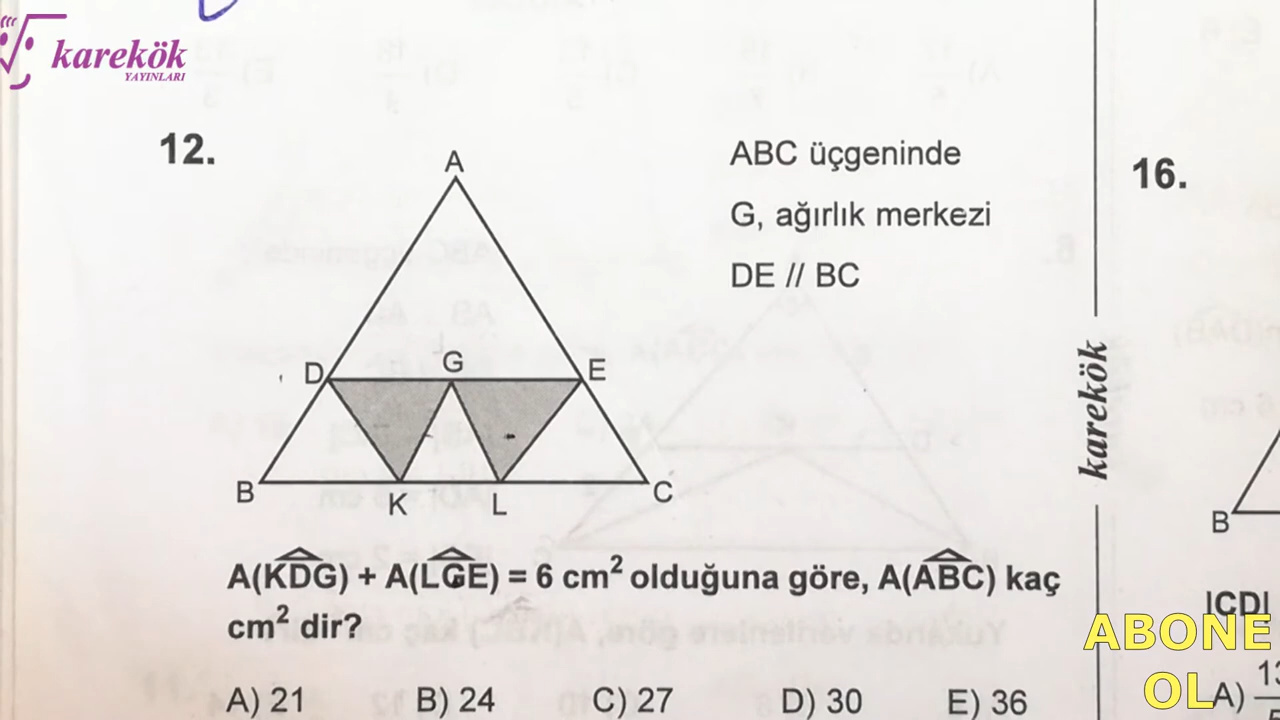 karekök
YAYINLARI
12.
A
ABC üçgeninde
G, ağırlık merkezi
DE // BC
16.
D
G
E
B
K
L
C
karekök
B
A(KDG) + A(LGE) = 6 cm² olduğuna göre, A(ABC) kaç
cm² dir?
|CD|
ABONE
OL
A) 21
B) 24
C) 27
D) 30
E) 36
A)